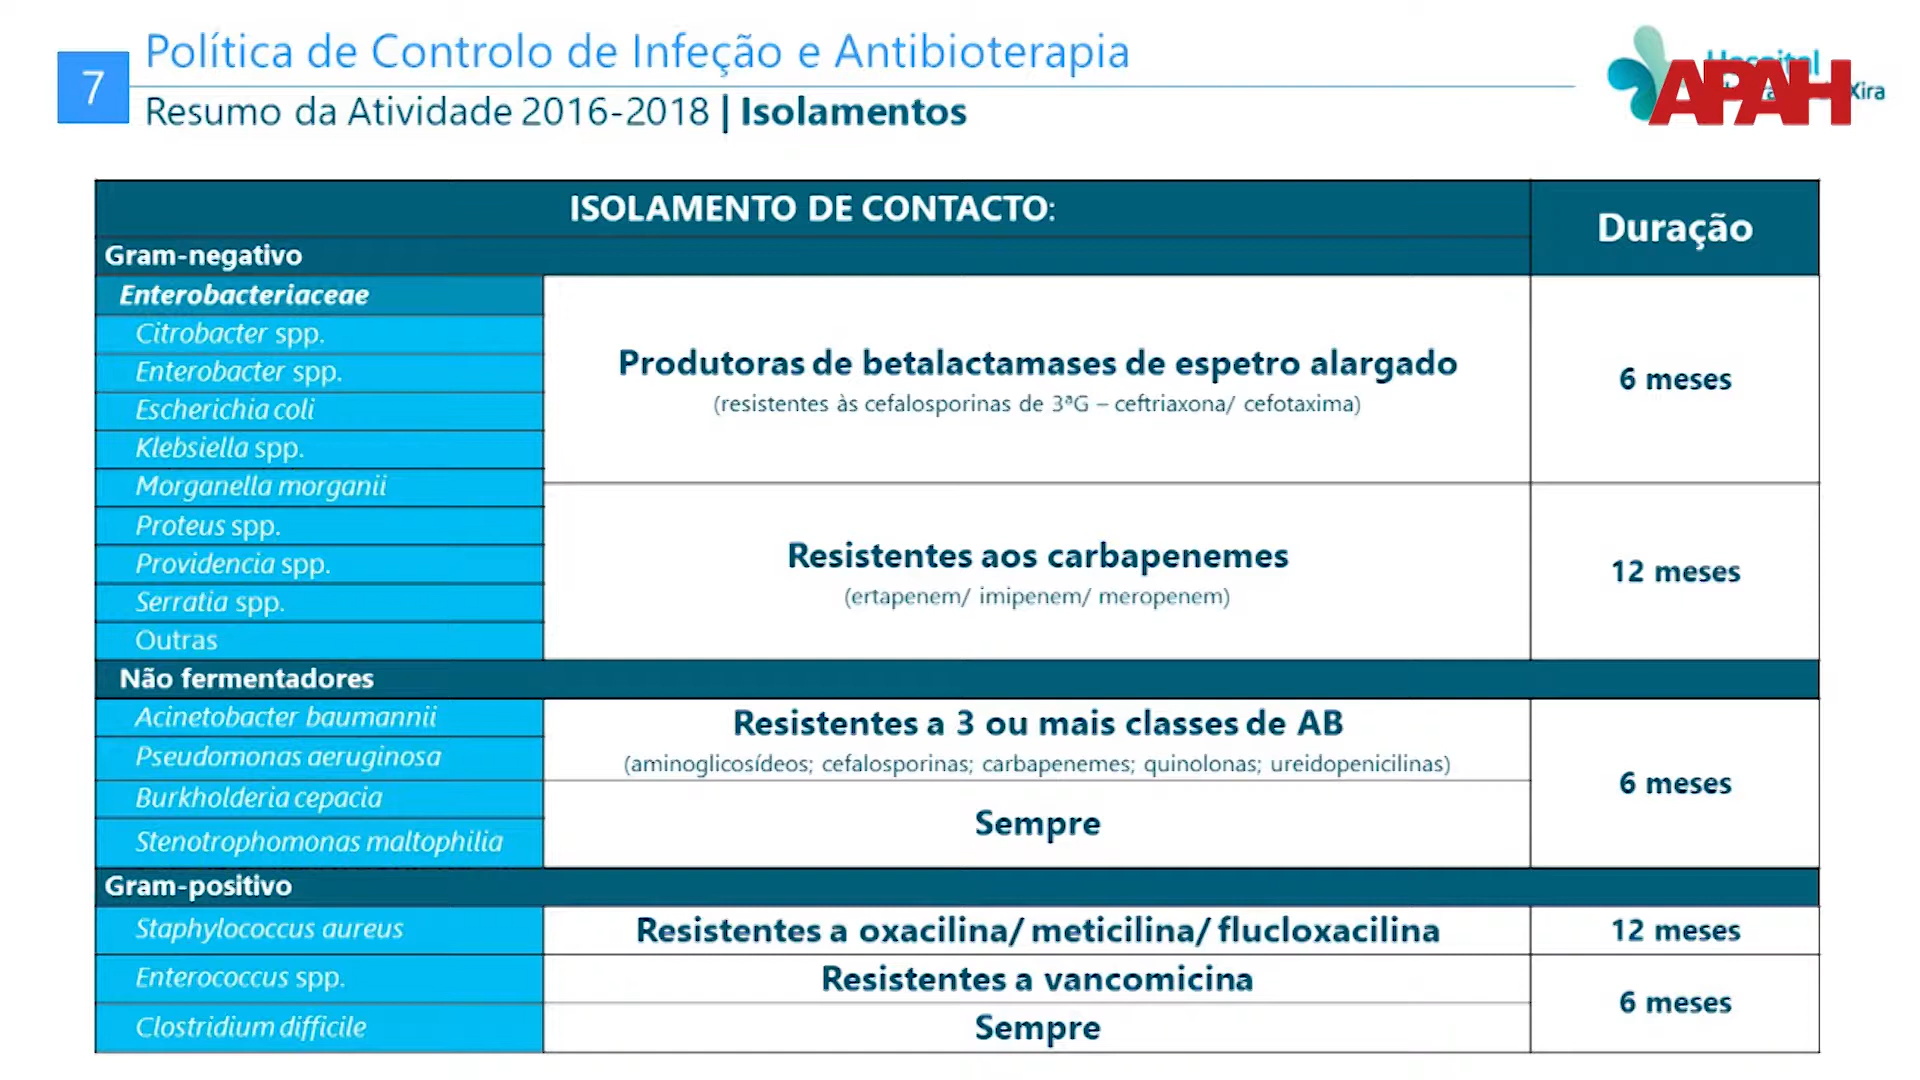 7
Política de Controlo de Infeção e Antibioterapia
Resumo da Atividade 2016-2018 | Isolamentos
Hospital
Xira
APAH
ISOLAMENTO DE CONTACTO:
Duração
Gram-negativo
Enterobacteriaceae
Citrobacter spp.
Enterobacter spp.
Escherichia coli
Klebsiella spp.
Morganella morganii
Proteus spp.
Providencia spp.
Serratia spp.
Outras
Produtoras de betalactamases de espetro alargado
(resistentes às cefalosporinas de 3ªG – ceftriaxona/ cefotaxima)
6 meses
Resistentes aos carbapenemes
(ertapenem/ imipenem/ meropenem)
12 meses
Não fermentadores
Acinetobacter baumannii
Pseudomonas aeruginosa
Resistentes a 3 ou mais classes de AB
(aminoglicosídeos; cefalosporinas; carbapenemes; quinolonas; ureidopenicilinas)
Burkholderia cepacia
Stenotrophomonas maltophilia
Sempre
6 meses
Gram-positivo
Staphylococcus aureus
Resistentes a oxacilina/ meticilina/ flucloxacilina
12 meses
Enterococcus spp.
Resistentes a vancomicina
Clostridium difficile
Sempre
6 meses